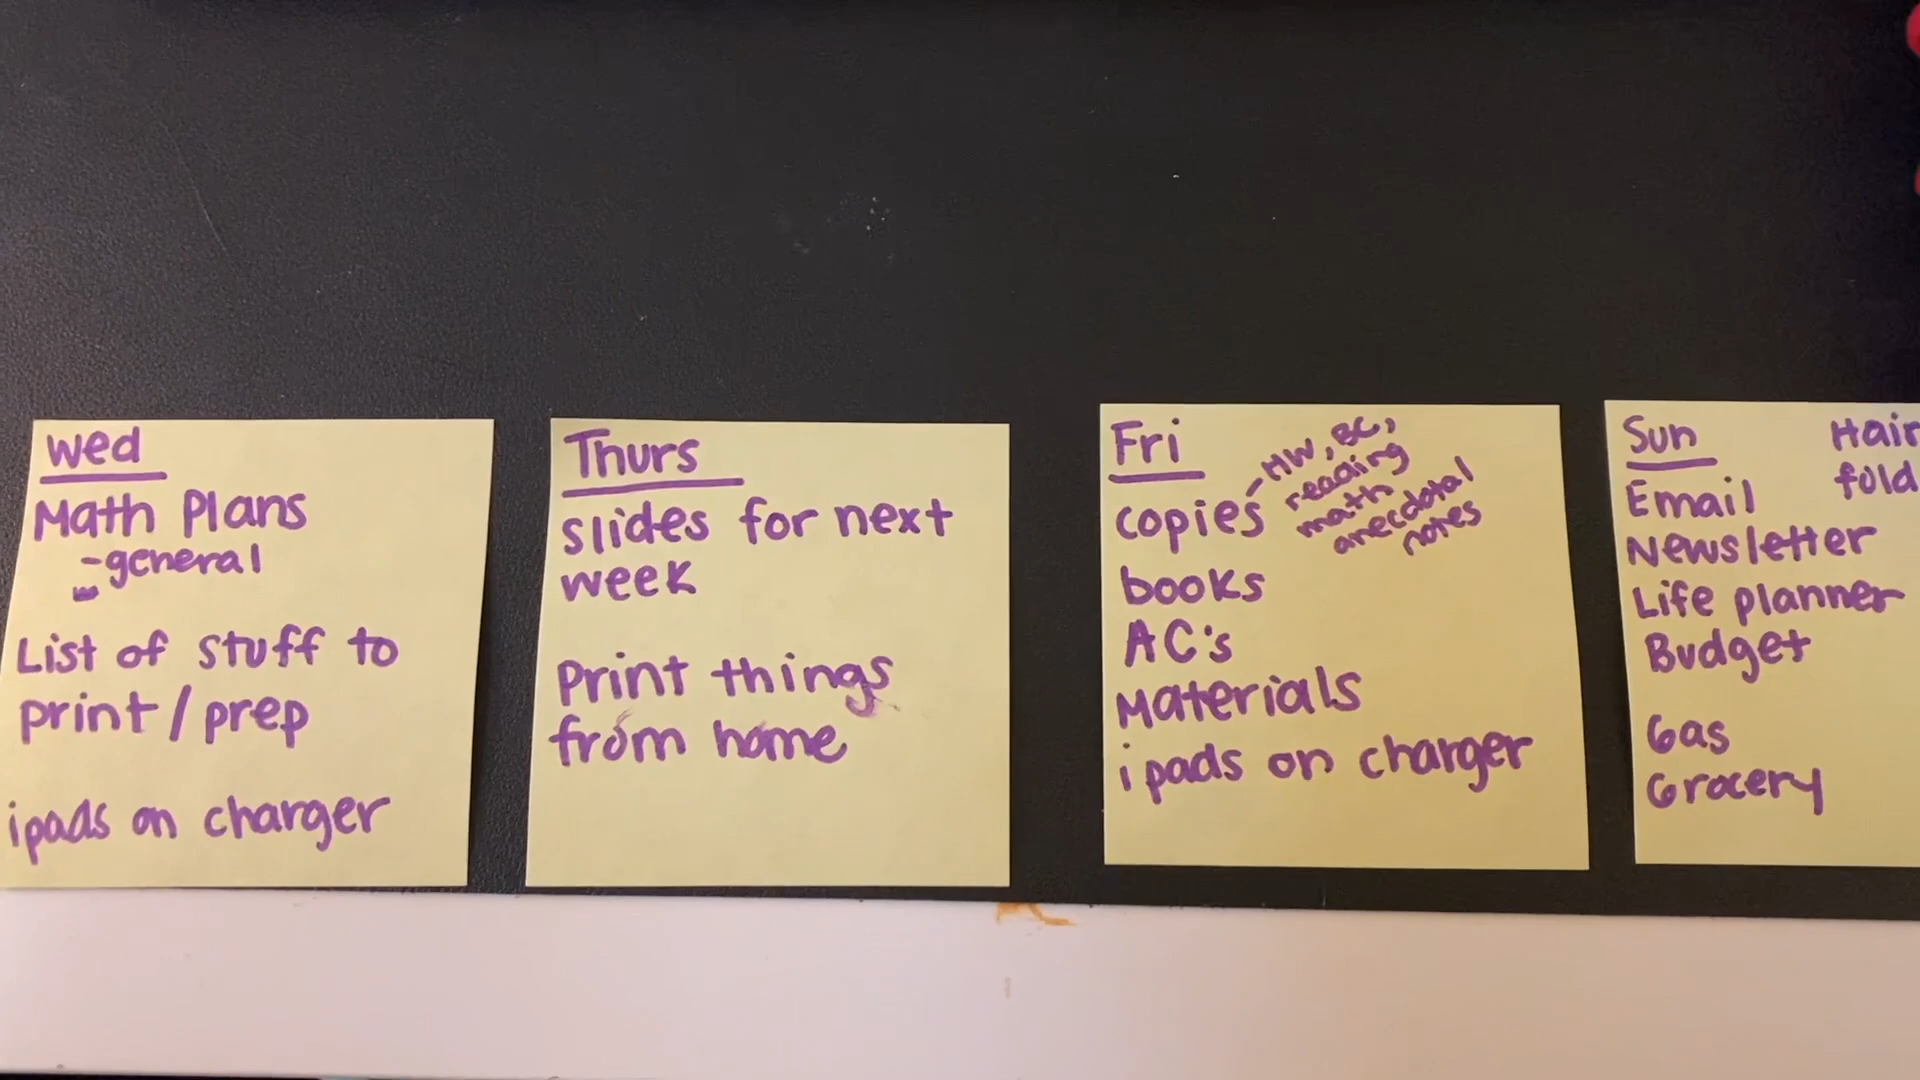 Wed
Math Plans
-general
List of stuff to
print/prep
ipads on charger
Thurs
slides for next
week
Print things
from home
Fri
copies - HW, BC,
reading
math
anecdotal
notes
books
AC's
Materials
ipads on charger
Sun
Email
Newsletter
Life planner
Budget
Gas
Grocery
Hair
fold